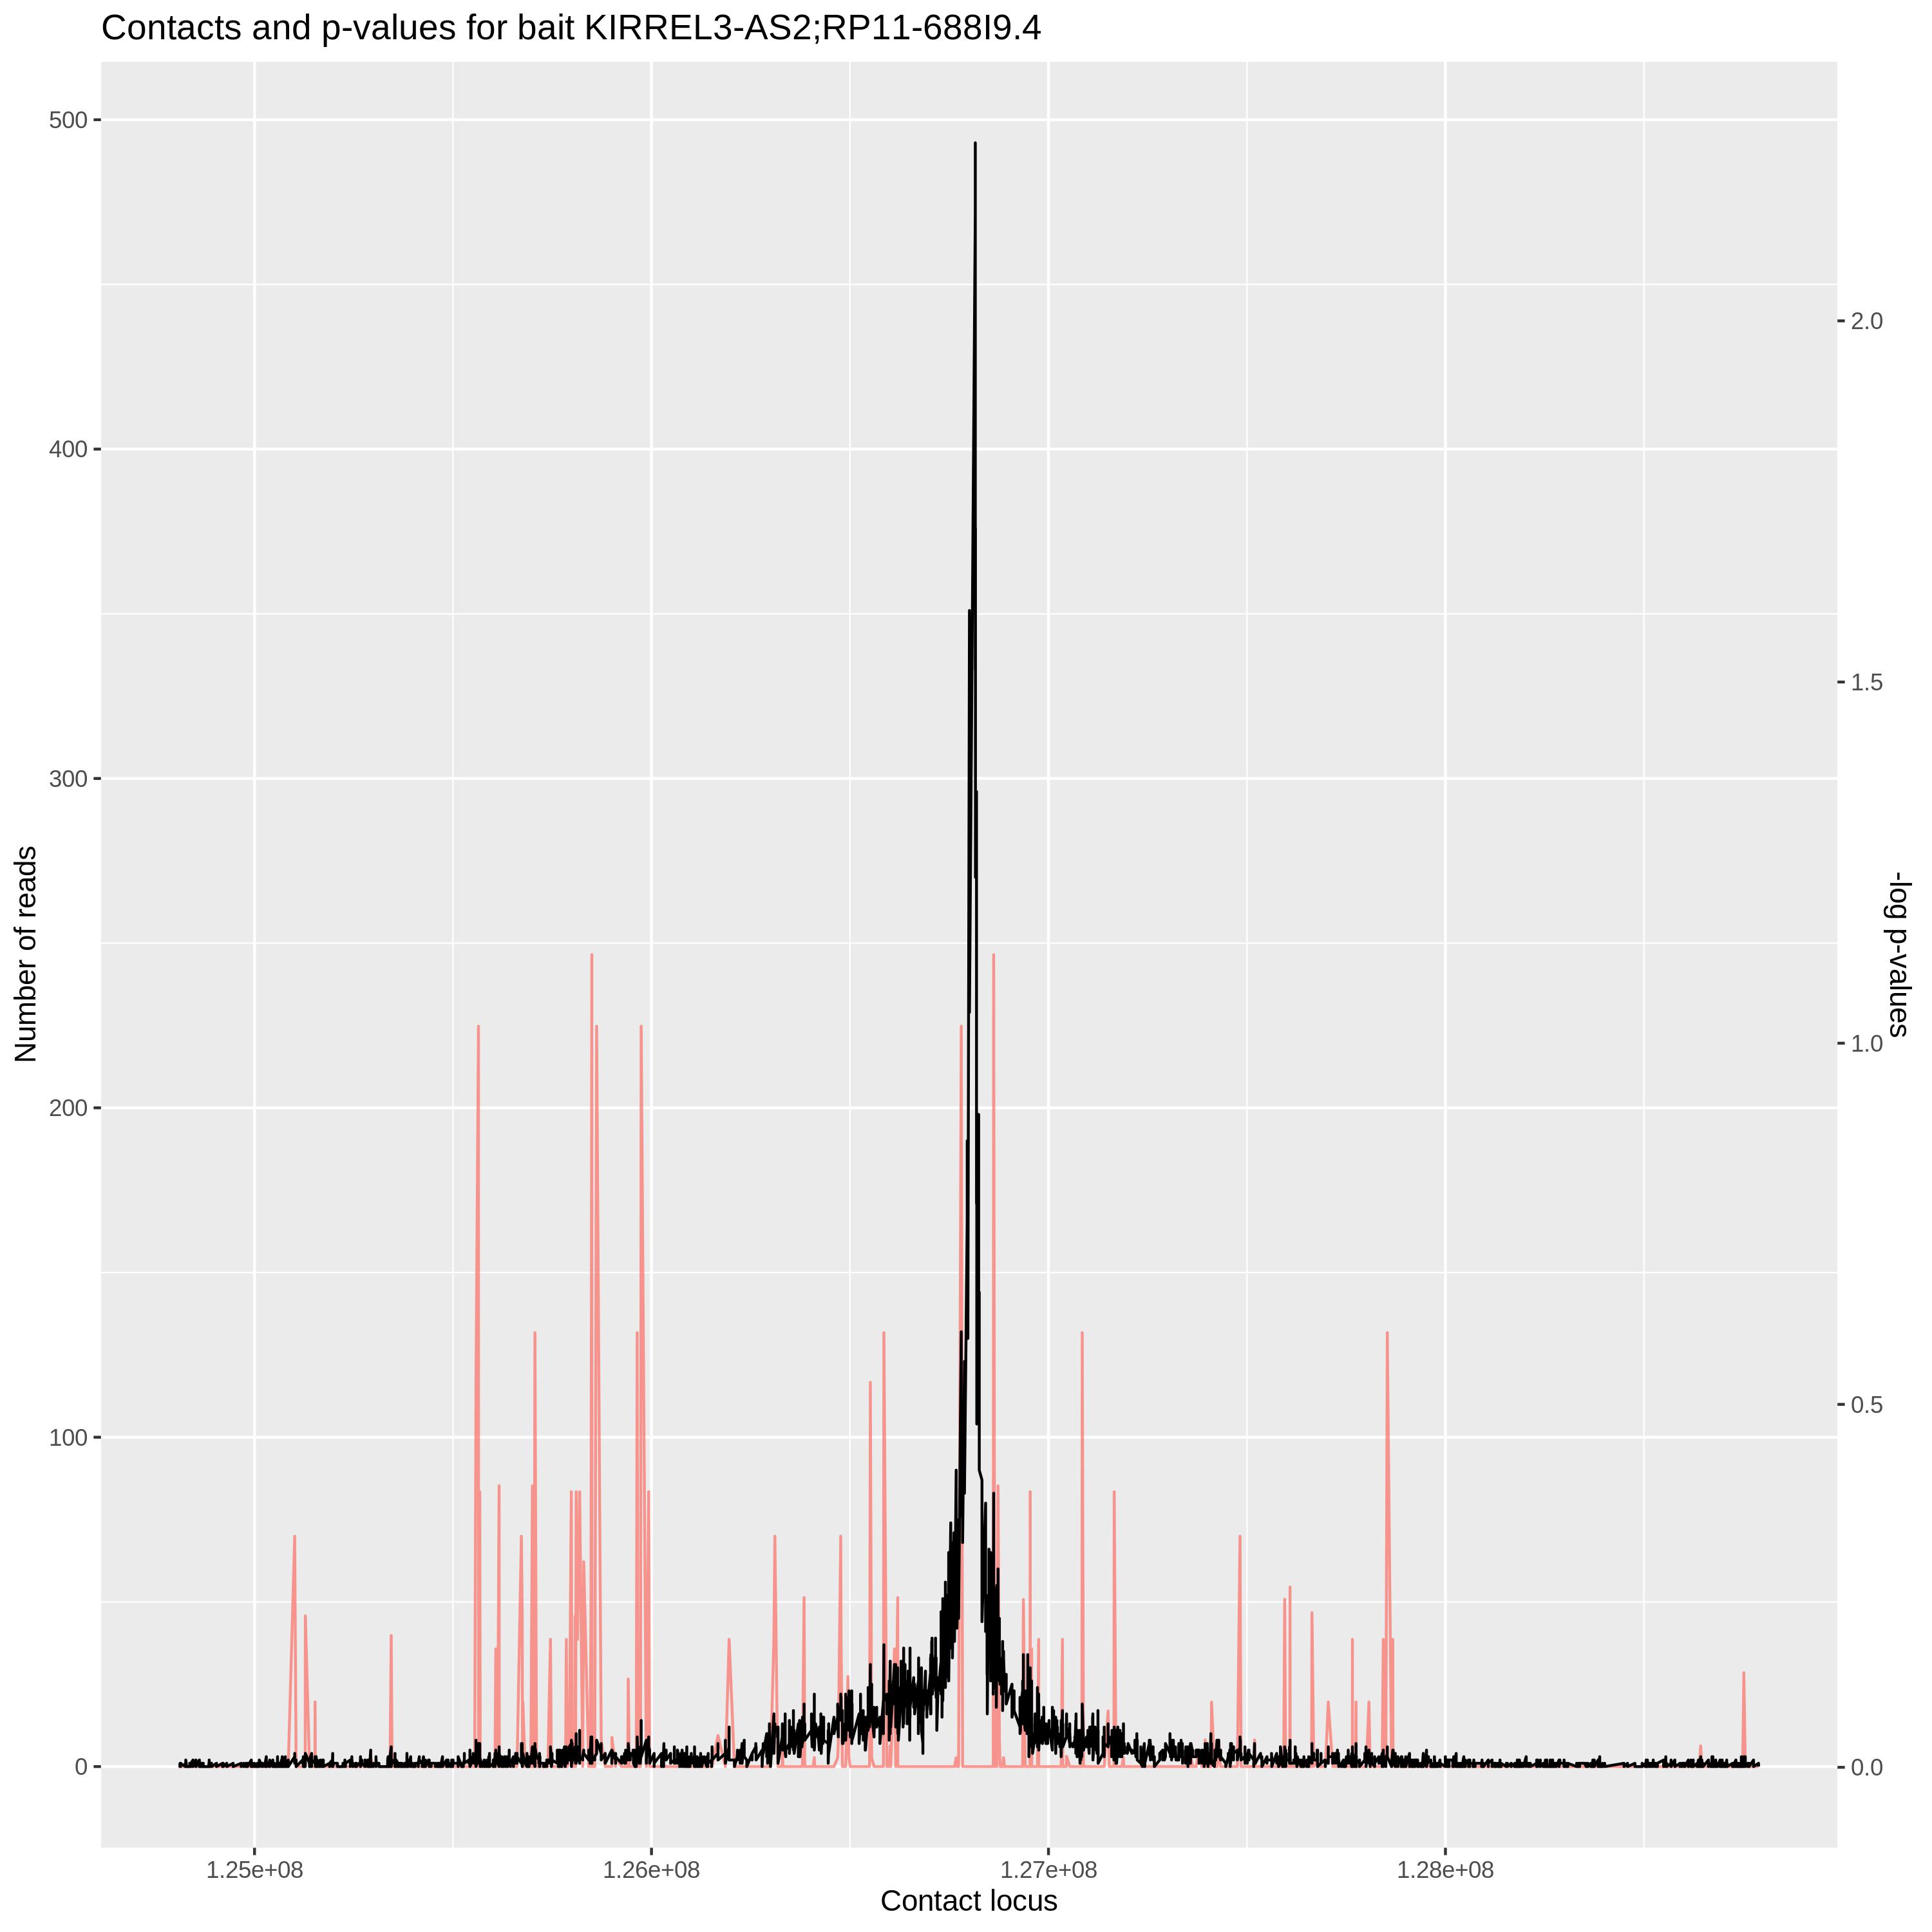 Contacts and p-values for bait KIRREL3-AS2;RP11-688I9.4
500
400
300
200
100
0
Number of reads
2.0
1.5
1.0
0.5
0.0
-log p-values
1.25e+08
1.26e+08
1.27e+08
1.28e+08
Contact locus